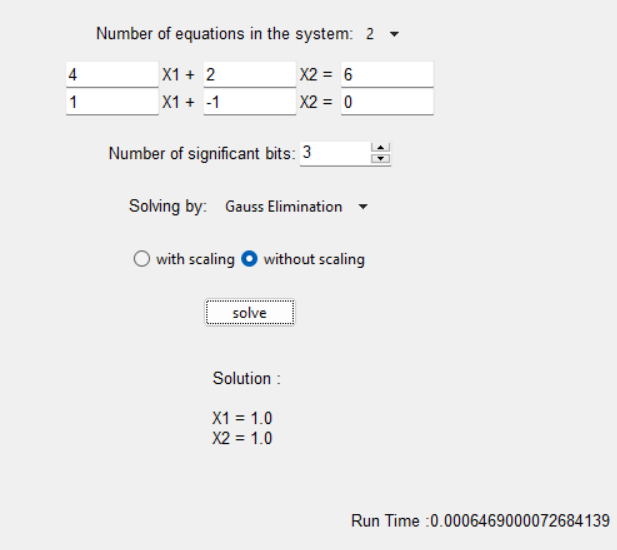 Number of equations in the system: 2
4 X1 + 2 X2 = 6
1 X1 + -1 X2 = 0
Number of significant bits: 3
Solving by: Gauss Elimination
with scaling without scaling
solve
Solution :
X1 = 1.0
X2 = 1.0
Run Time :0.0006469000072684139